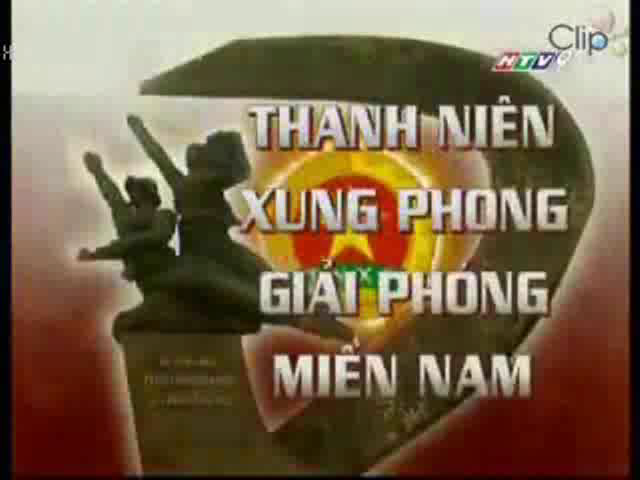 Clip
HTV9
THANH NIÊN
XUNG PHONG
GIẢI PHÓNG
MIỀN NAM